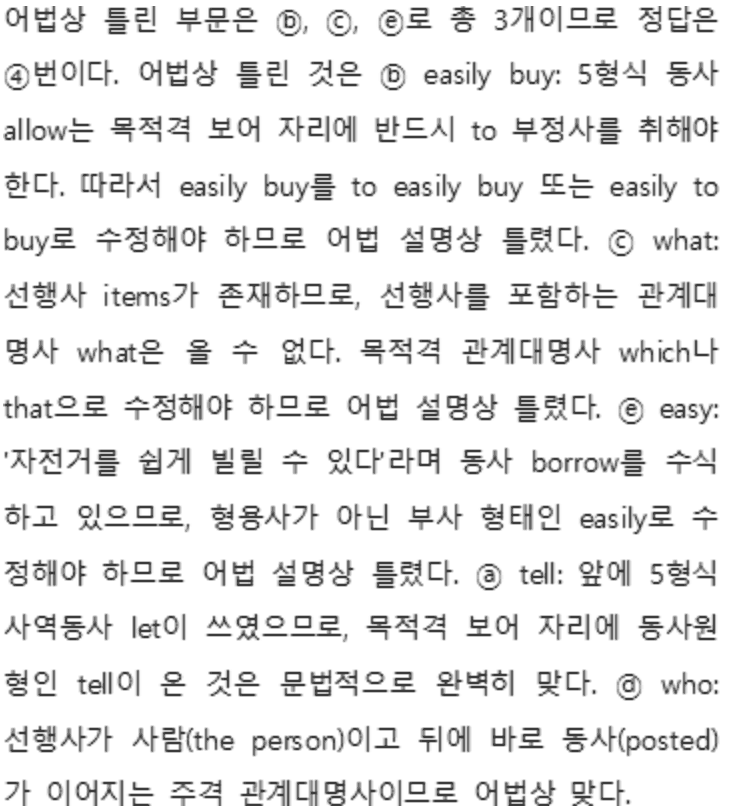 어법상 틀린 부문은 ⓑ, ⓒ, ⓔ로 총 3개이므로 정답은
④번이다. 어법상 틀린 것은 ⓑ easily buy: 5형식 동사
allow는 목적격 보어 자리에 반드시 to 부정사를 취해야
한다. 따라서 easily buy를 to easily buy 또는 easily to
buy로 수정해야 하므로 어법 설명상 틀렸다. ⓒ what:
선행사 items가 존재하므로, 선행사를 포함하는 관계대
명사 what은 올 수 없다. 목적격 관계대명사 which나
that으로 수정해야 하므로 어법 설명상 틀렸다. ⓔ easy:
'자전거를 쉽게 빌릴 수 있다'라며 동사 borrow를 수식
하고 있으므로, 형용사가 아닌 부사 형태인 easily로 수
정해야 하므로 어법 설명상 틀렸다. ⓐ tell: 앞에 5형식
사역동사 let이 쓰였으므로, 목적격 보어 자리에 동사원
형인 tell이 온 것은 문법적으로 완벽히 맞다. ⓓ who:
선행사가 사람(the person)이고 뒤에 바로 동사(posted)
가 이어지는 주격 관계대명사이므로 어법상 맞다.